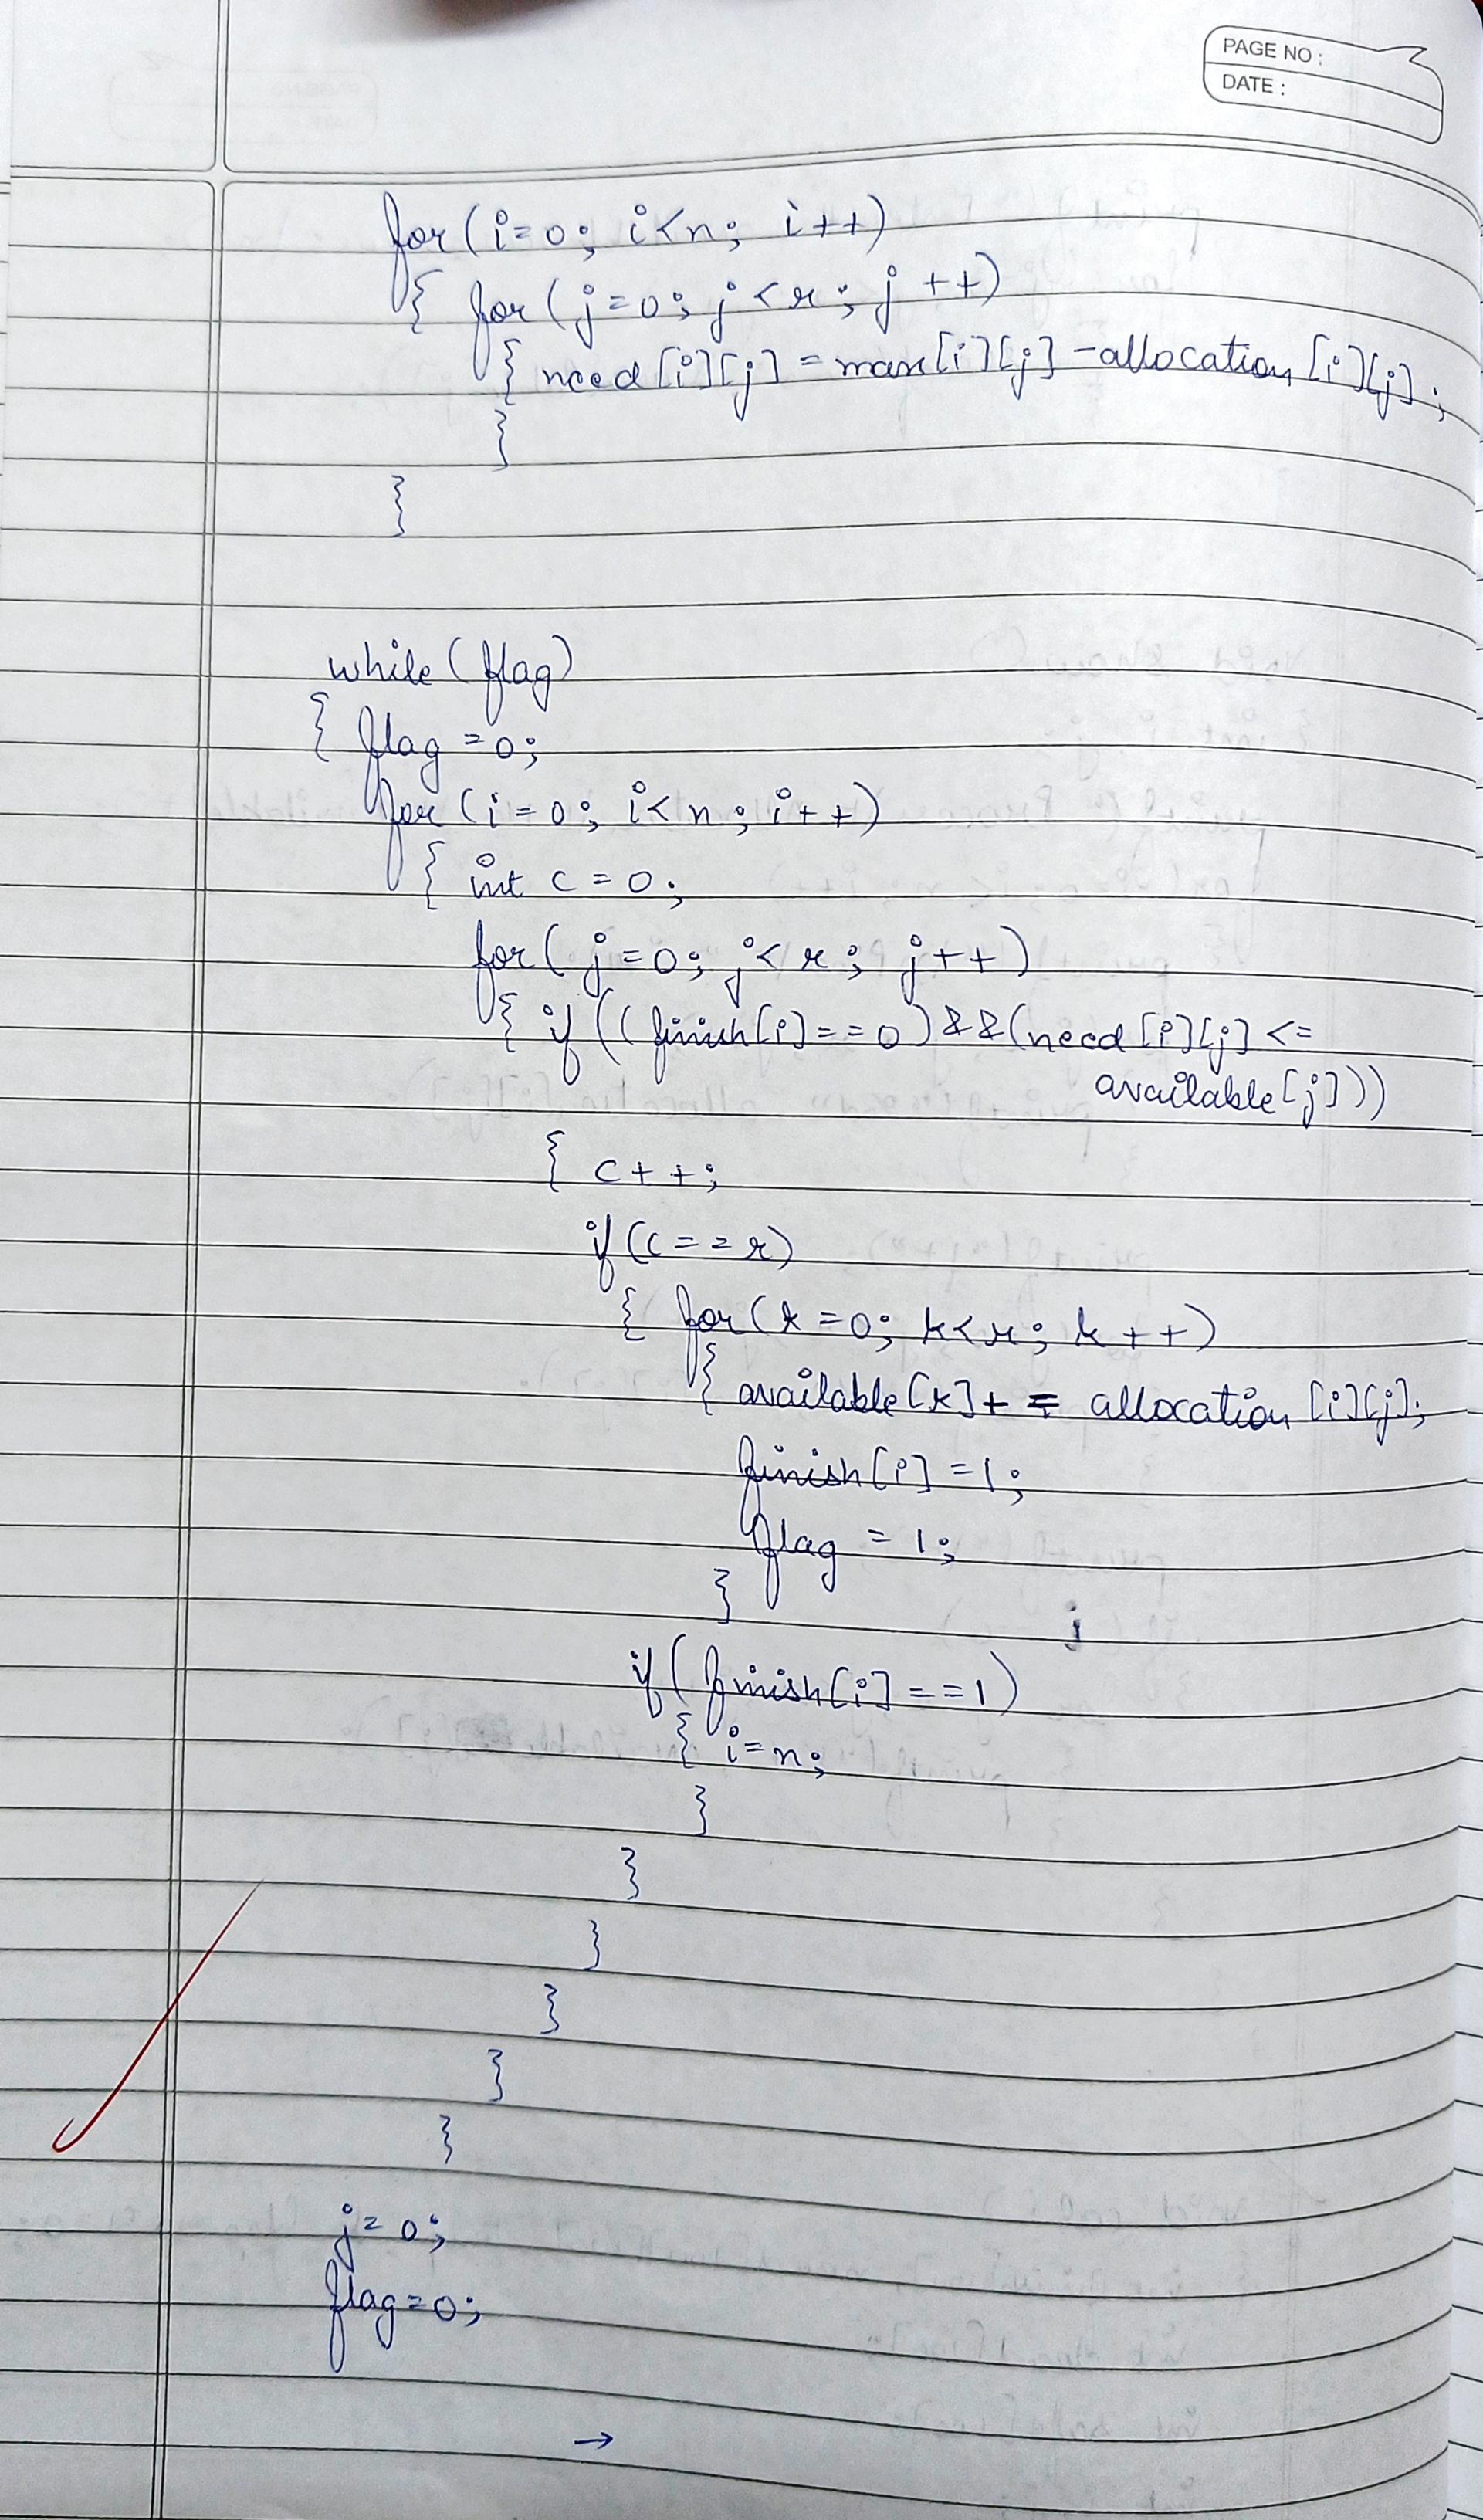 PAGE NO :
DATE :
for(i=0; i<n; i++)
{ for(j=0; j<r; j++)
{ need[i][j] = max[i][j] - allocation[i][j];
}
}
while(flag)
{ flag = 0;
for(i=0; i<n; i++)
{ int c = 0;
for(j=0; j<r; j++)
{ if((finish[i]==0)&&(need[i][j]<=
available[j]))
{ c++;
if(c==r)
{ for(k=0; k<r; k++)
{ available[k]+= allocation[i][j];
finish[i]=1;
flag = 1;
}
j
if(finish[i]==1)
{ i=n;
}
}
}
}
}
}
j=0;
flag=0;
→